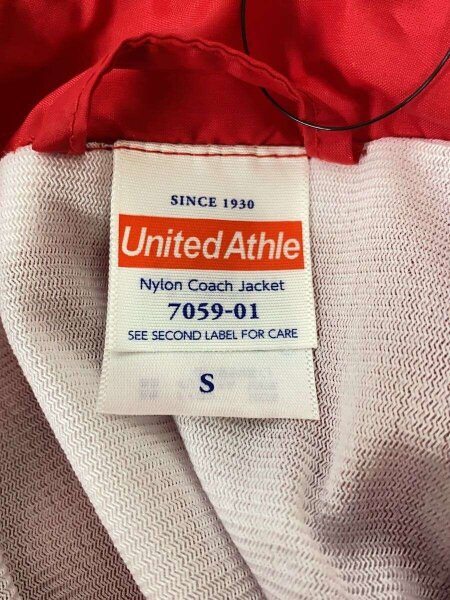 SINCE 1930
United Athle
Nylon Coach Jacket
7059-01
SEE SECOND LABEL FOR CARE
S